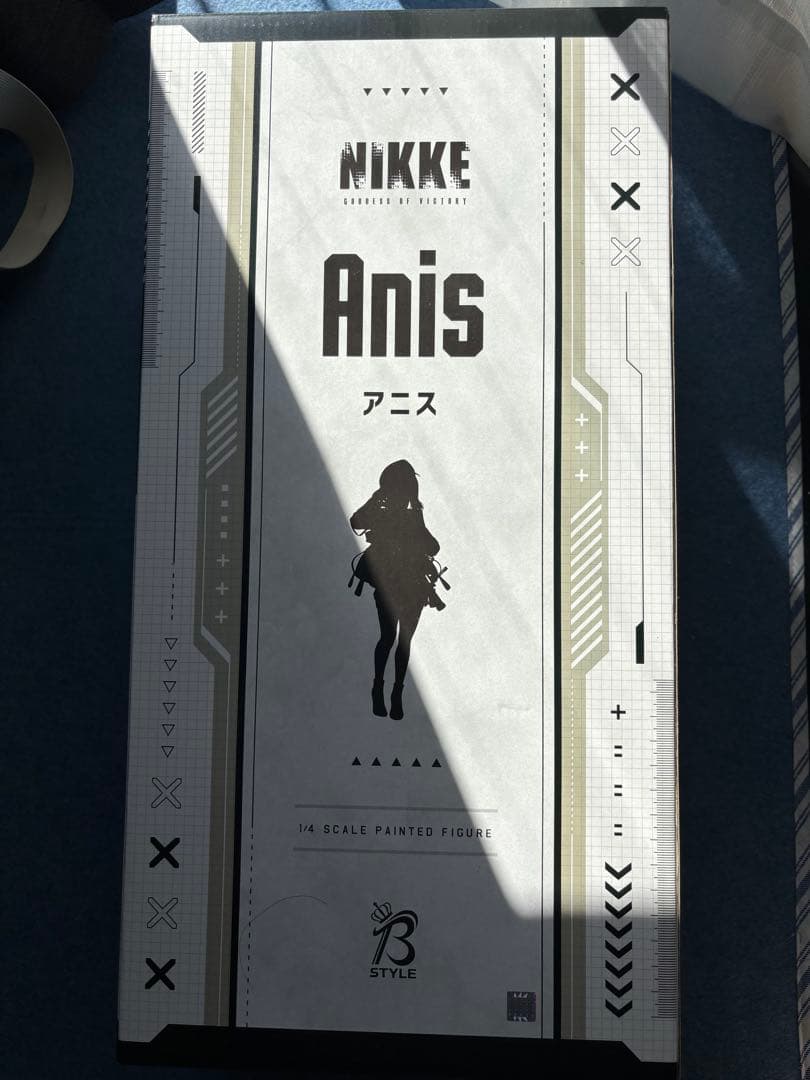 NIKKE
GODDESS OF VICTORY
Anis
アニス
1/4 SCALE PAINTED FIGURE
B
STYLE